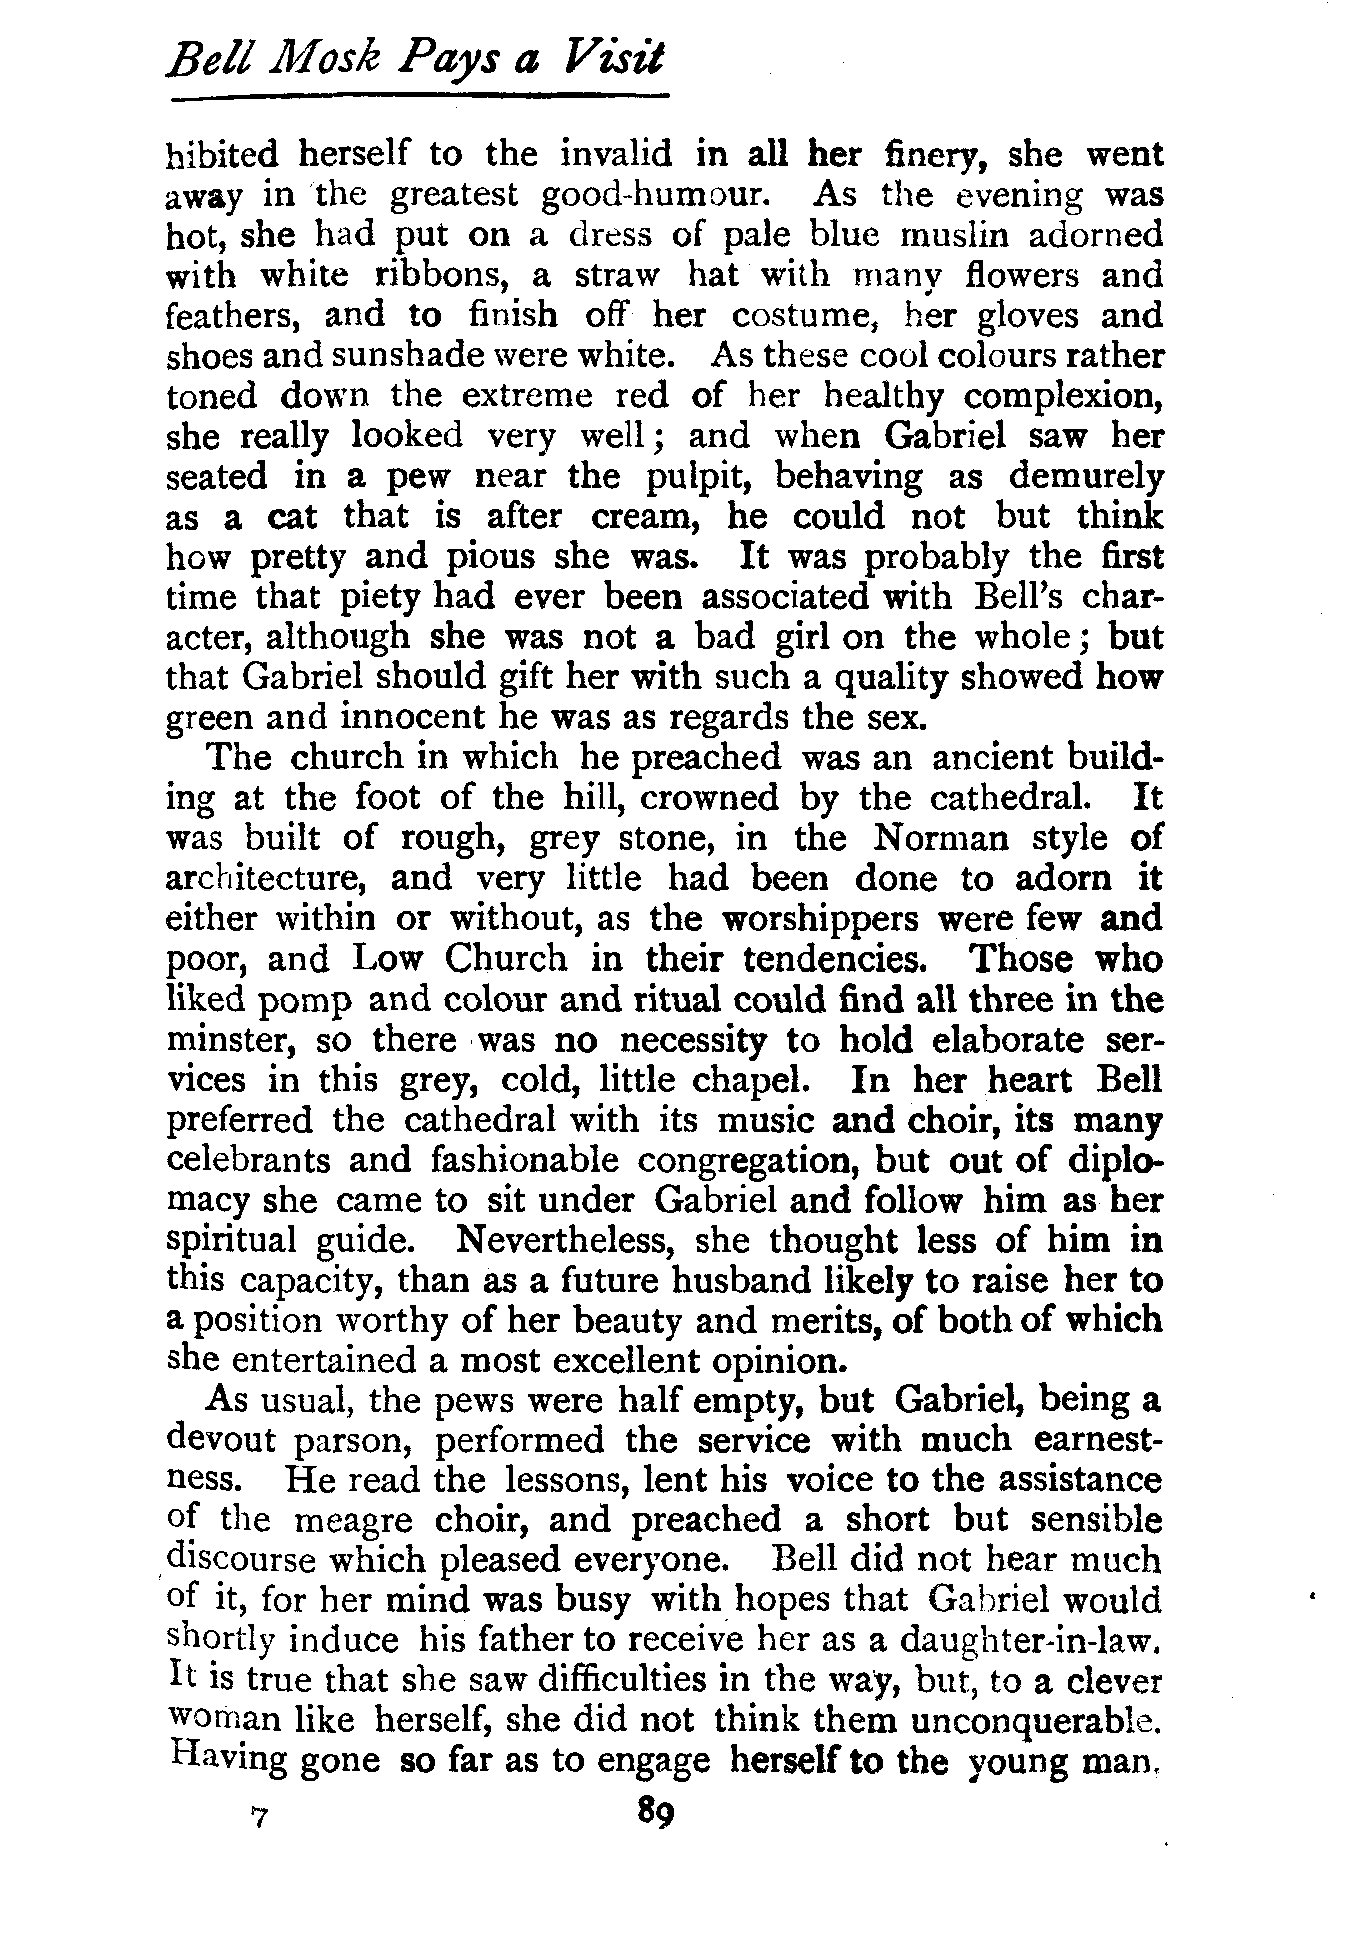 Bell Mosk Pays a Visit
hibited herself to the invalid in all her finery, she went
away in the greatest good-humour. As the evening was
hot, she had put on a dress of pale blue muslin adorned
with white ribbons, a straw hat with many flowers and
feathers, and to finish off her costume, her gloves and
shoes and sunshade were white. As these cool colours rather
toned down the extreme red of her healthy complexion,
she really looked very well; and when Gabriel saw her
seated in a pew near the pulpit, behaving as demurely
as a cat that is after cream, he could not but think
how pretty and pious she was. It was probably the first
time that piety had ever been associated with Bell's char-
acter, although she was not a bad girl on the whole; but
that Gabriel should gift her with such a quality showed how
green and innocent he was as regards the sex.
The church in which he preached was an ancient build-
ing at the foot of the hill, crowned by the cathedral. It
was built of rough, grey stone, in the Norman style of
architecture, and very little had been done to adorn it
either within or without, as the worshippers were few and
poor, and Low Church in their tendencies. Those who
liked pomp and colour and ritual could find all three in the
minster, so there was no necessity to hold elaborate ser-
vices in this grey, cold, little chapel. In her heart Bell
preferred the cathedral with its music and choir, its many
celebrants and fashionable congregation, but out of diplo-
macy she came to sit under Gabriel and follow him as her
spiritual guide. Nevertheless, she thought less of him in
this capacity, than as a future husband likely to raise her to
a position worthy of her beauty and merits, of both of which
she entertained a most excellent opinion.
As usual, the pews were half empty, but Gabriel, being a
devout parson, performed the service with much earnest-
ness. He read the lessons, lent his voice to the assistance
of the meagre choir, and preached a short but sensible
discourse which pleased everyone. Bell did not hear much
of it, for her mind was busy with hopes that Gabriel would
shortly induce his father to receive her as a daughter-in-law.
It is true that she saw difficulties in the way, but, to a clever
woman like herself, she did not think them unconquerable.
Having gone so far as to engage herself to the young man,
7 89